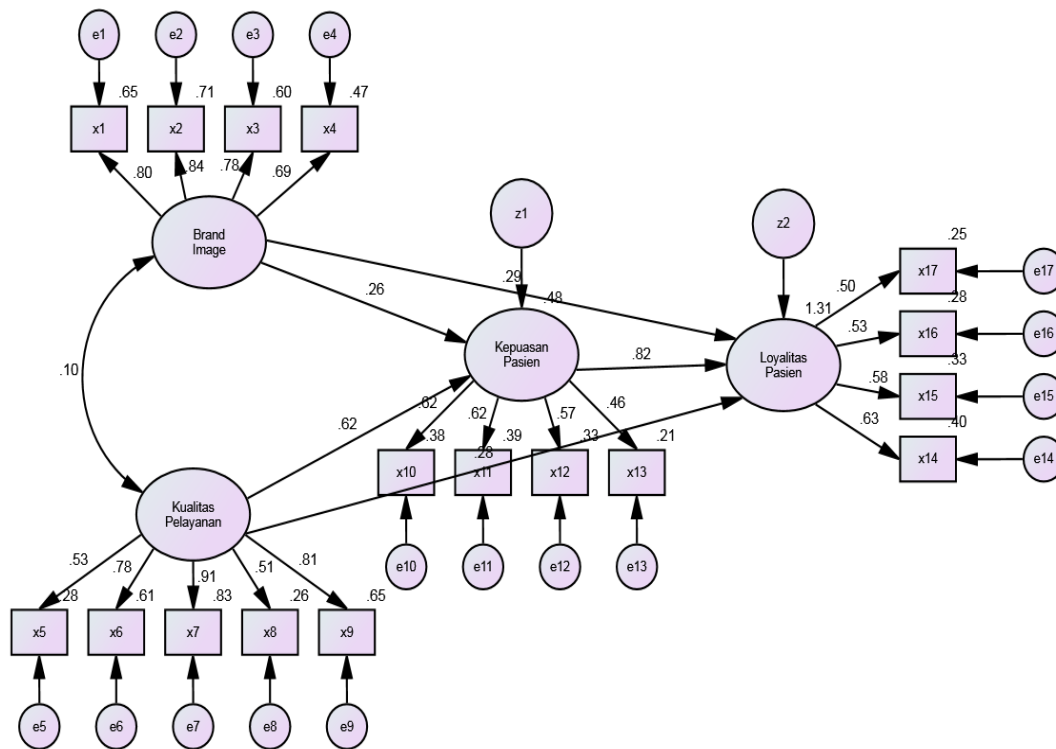 e1
e2
e3
e4
.65
.71
.60
.47
x1
x2
x3
x4
.80
.84
.78
.69
Brand
Image
z1
z2
.29
.26
.48
.10
Kepuasan
Pasien
.82
1.31
Loyalitas
Pasien
.25
x17
e17
.50
.28
x16
e16
.53
.33
x15
e15
.58
.40
x14
e14
.63
.62
.62
.62
.57
.46
.38
.39
.33
.21
x10
x11
x12
x13
.28
e10
e11
e12
e13
Kualitas
Pelayanan
.53
.78
.91
.51
.81
.28
.61
.83
.26
.65
x5
x6
x7
x8
x9
e5
e6
e7
e8
e9